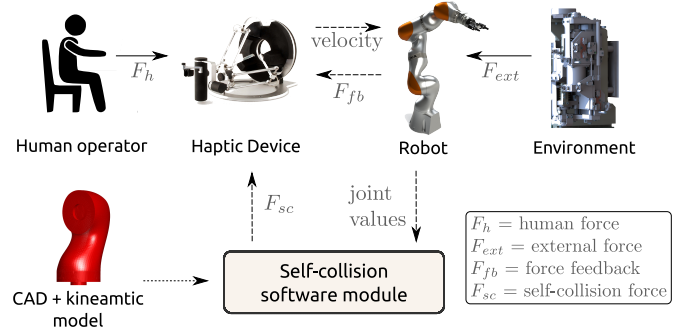 velocity
F_h
F_fb
F_ext
Human operator
Haptic Device
Robot
Environment
F_sc
joint
values
F_h = human force
F_ext = external force
F_fb = force feedback
F_sc = self-collision force
Self-collision
software module
CAD + kineamtic
model